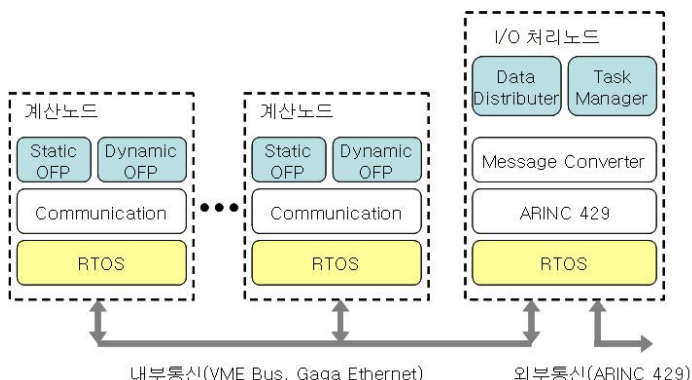 I/O 처리노드
Data Distributer
Task Manager
Message Converter
ARINC 429
RTOS
계산노드
Static OFP
Dynamic OFP
Communication
RTOS
계산노드
Static OFP
Dynamic OFP
Communication
RTOS
내부통신(VME Bus, Gaga Ethernet)
외부통신(ARINC 429)